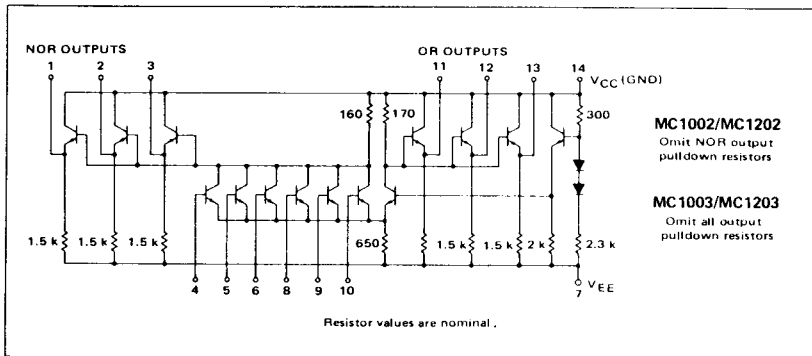 NOR OUTPUTS
1 2 3
OR OUTPUTS
11 12 13 14
VCC (GND)
160 170
300
MC1002/MC1202
Omit NOR output
pulldown resistors
MC1003/MC1203
Omit all output
pulldown resistors
1.5 k 1.5 k 1.5 k 650 1.5 k 1.5 k 2 k 2.3 k
4 5 6 8 9 10 7 VEE
Resistor values are nominal.